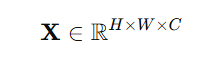 𝐗 ∈ ℝ^{H×W×C}